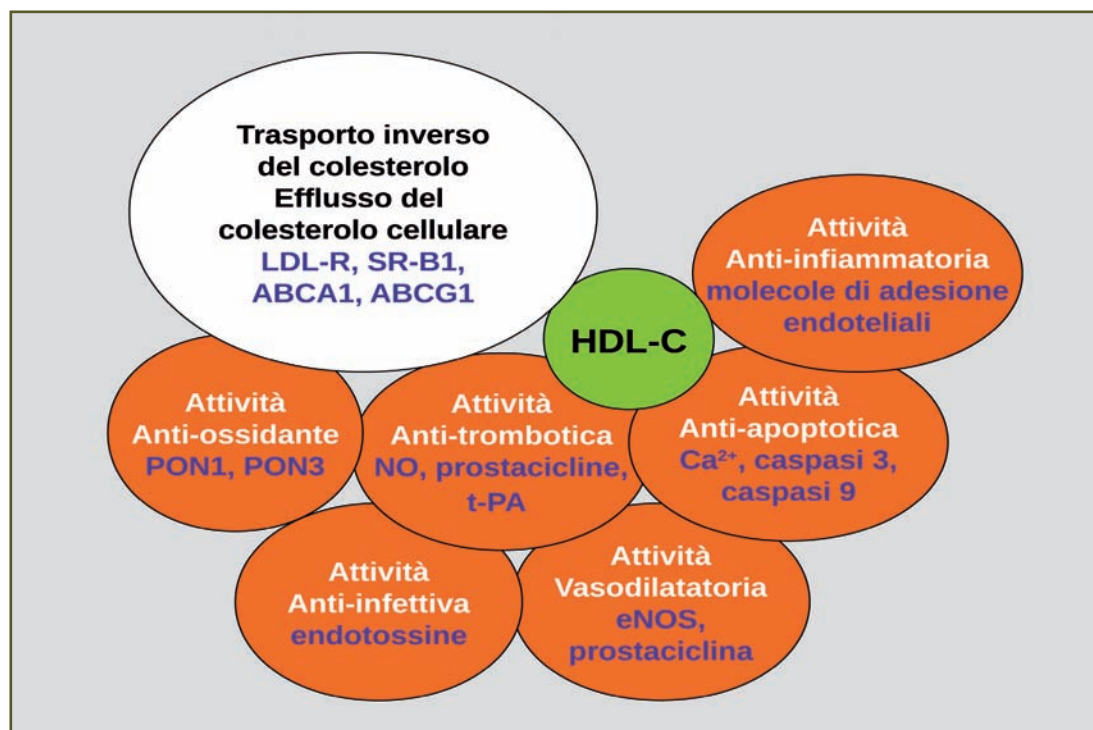 Trasporto inverso
del colesterolo
Efflusso del
colesterolo cellulare
LDL-R, SR-B1,
ABCA1, ABCG1
HDL-C
Attività
Anti-infiammatoria
molecole di adesione
endoteliali
Attività
Anti-ossidante
PON1, PON3
Attività
Anti-trombotica
NO, prostacicline,
t-PA
Attività
Anti-apoptotica
Ca²⁺, caspasi 3,
caspasi 9
Attività
Anti-infettiva
endotossine
Attività
Vasodilatatoria
eNOS,
prostaciclina